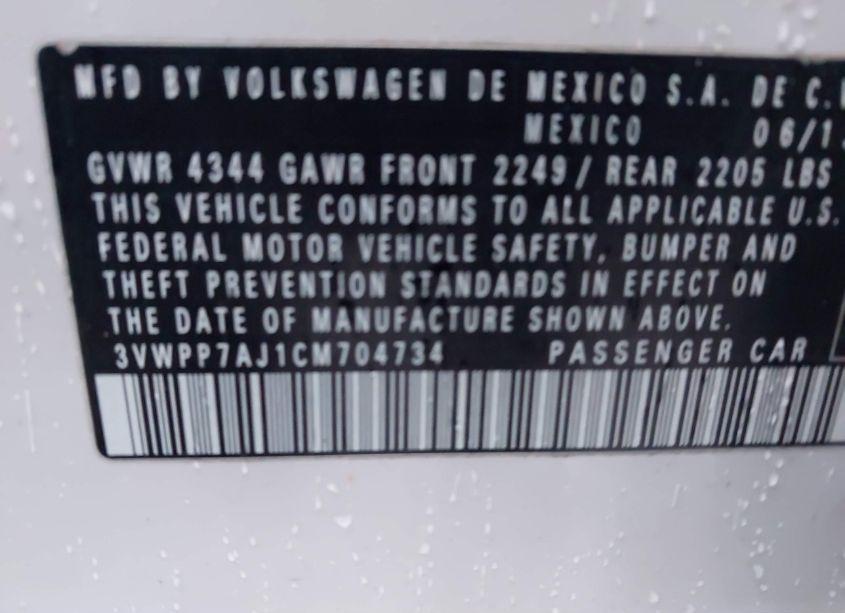 MFD BY VOLKSWAGEN DE MEXICO S.A. DE C.V
MEXICO 06/1
GVWR 4344 GAWR FRONT 2249/ REAR 2205 LBS
THIS VEHICLE CONFORMS TO ALL APPLICABLE U.S.
FEDERAL MOTOR VEHICLE SAFETY, BUMPER AND
THEFT PREVENTION STANDARDS IN EFFECT ON
THE DATE OF MANUFACTURE SHOWN ABOVE.
3VWPP7AJ1CM704734 PASSENGER CAR